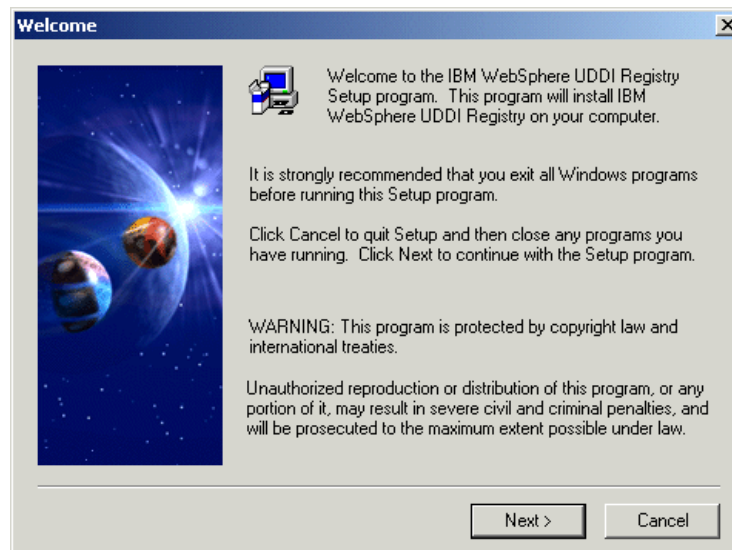 Welcome
Welcome to the IBM WebSphere UDDI Registry
Setup program.  This program will install IBM
WebSphere UDDI Registry on your computer.
It is strongly recommended that you exit all Windows programs
before running this Setup program.
Click Cancel to quit Setup and then close any programs you
have running.  Click Next to continue with the Setup program.
WARNING: This program is protected by copyright law and
international treaties.
Unauthorized reproduction or distribution of this program, or any
portion of it, may result in severe civil and criminal penalties, and
will be prosecuted to the maximum extent possible under law.
Next >
Cancel